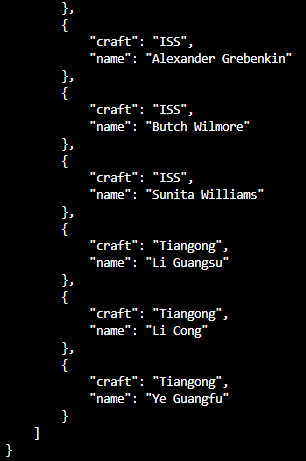 },
{
"craft": "ISS",
"name": "Alexander Grebenkin"
},
{
"craft": "ISS",
"name": "Butch Wilmore"
},
{
"craft": "ISS",
"name": "Sunita Williams"
},
{
"craft": "Tiangong",
"name": "Li Guangsu"
},
{
"craft": "Tiangong",
"name": "Li Cong"
},
{
"craft": "Tiangong",
"name": "Ye Guangfu"
}
]
}